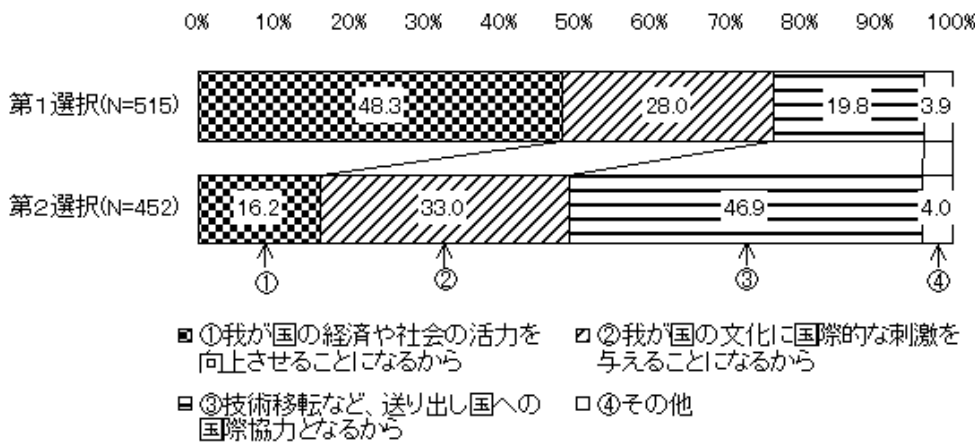 0% 10% 20% 30% 40% 50% 60% 70% 80% 90% 100%
第1選択(N=515) 48.3 28.0 19.8 3.9
第2選択(N=452) 16.2 33.0 46.9 4.0
① ② ③ ④
①我が国の経済や社会の活力を
向上させることになるから
②我が国の文化に国際的な刺激を
与えることになるから
③技術移転など、送り出し国への
国際協力となるから
④その他